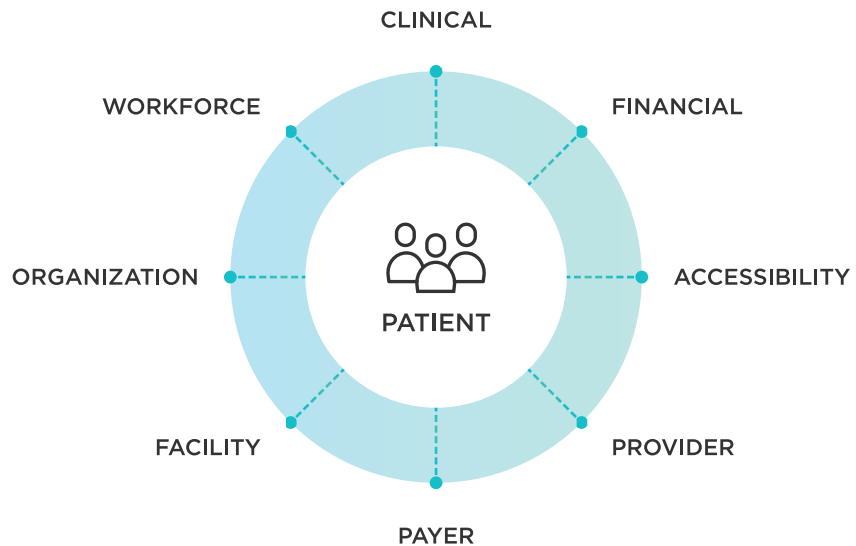 CLINICAL
WORKFORCE
FINANCIAL
ORGANIZATION
PATIENT
ACCESSIBILITY
FACILITY
PROVIDER
PAYER